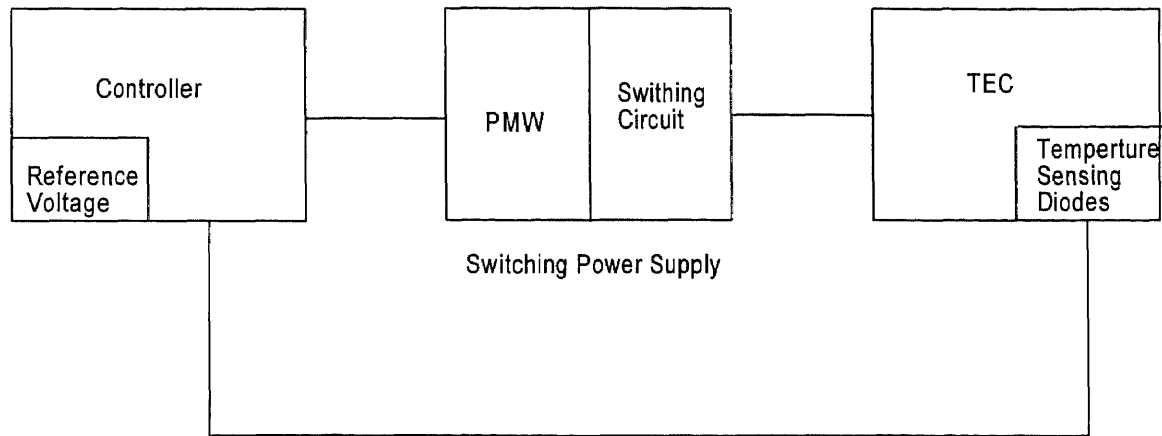 Controller
Reference
Voltage
PMW
Swithing
Circuit
TEC
Temperture
Sensing
Diodes
Switching Power Supply